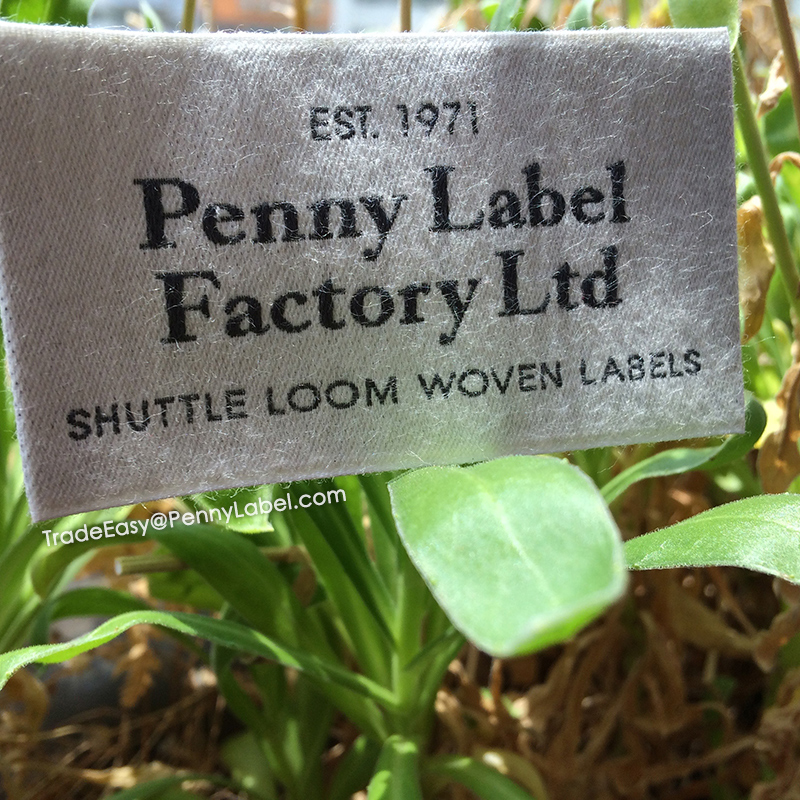 EST. 1971
Penny Label
Factory Ltd
SHUTTLE LOOM WOVEN LABELS
TradeEasy@PennyLabel.com